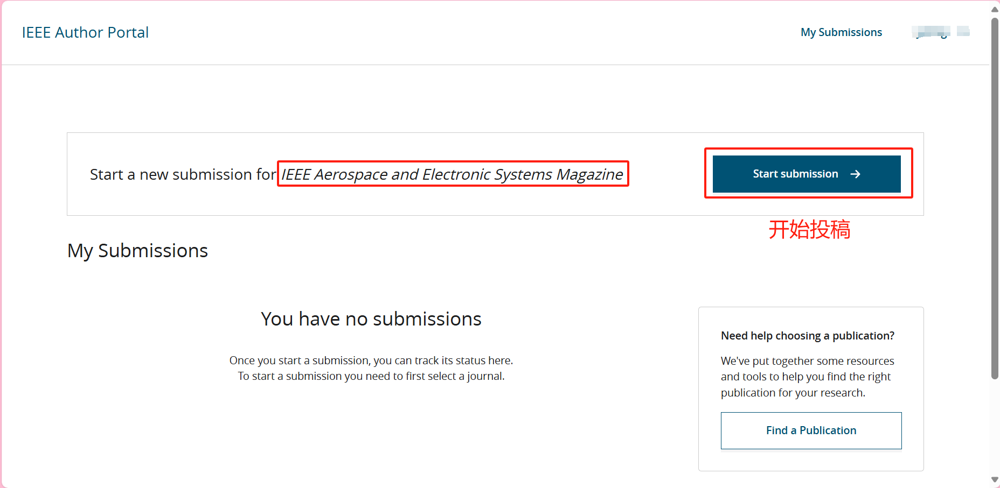 IEEE Author Portal
My Submissions
Start a new submission for IEEE Aerospace and Electronic Systems Magazine
Start submission →
开始投稿
My Submissions
You have no submissions
Once you start a submission, you can track its status here.
To start a submission you need to first select a journal.
Need help choosing a publication?
We've put together some resources
and tools to help you find the right
publication for your research.
Find a Publication